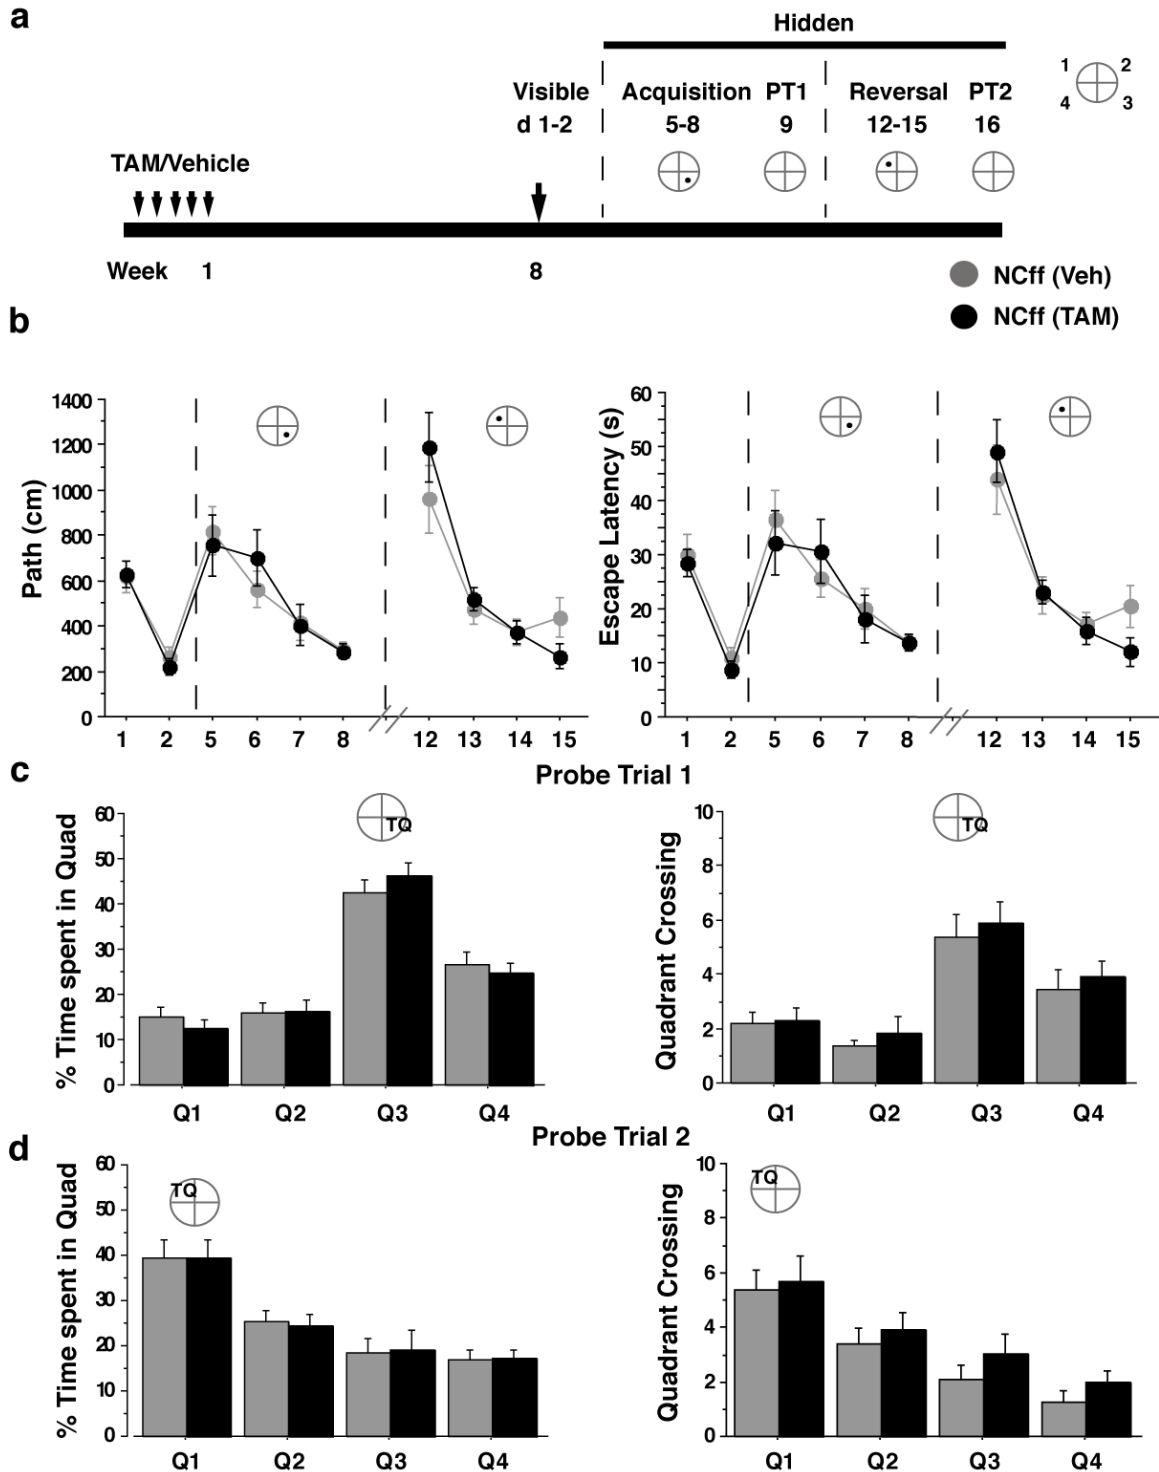 a
Hidden
Visible Acquisition PT1 Reversal PT2
d 1-2 5-8 9 12-15 16
1 2
4 3
TAM/Vehicle
Week 1 8
NCff (Veh)
NCff (TAM)
b
Path (cm)
1400
1200
1000
800
600
400
200
0
1 2 5 6 7 8 12 13 14 15
Escape Latency (s)
60
50
40
30
20
10
0
1 2 5 6 7 8 12 13 14 15
c
Probe Trial 1
% Time spent in Quad
60
50
40
30
20
10
0
TQ
Q1 Q2 Q3 Q4
Quadrant Crossing
10
8
6
4
2
0
TQ
Q1 Q2 Q3 Q4
d
Probe Trial 2
% Time spent in Quad
60
50
40
30
20
10
0
TQ
Q1 Q2 Q3 Q4
Quadrant Crossing
10
8
6
4
2
0
TQ
Q1 Q2 Q3 Q4